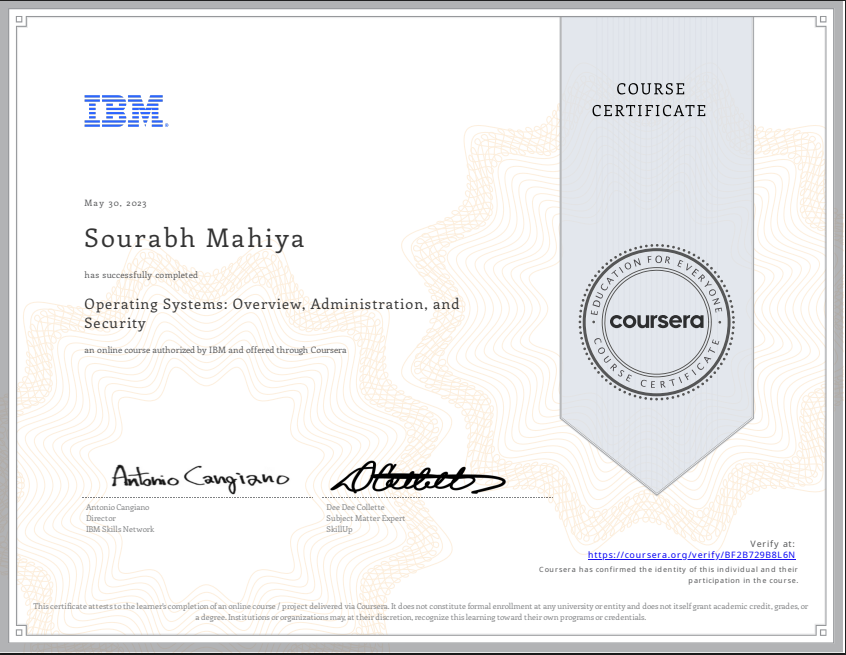 IBM
COURSE
CERTIFICATE
May 30, 2023
Sourabh Mahiya
has successfully completed
Operating Systems: Overview, Administration, and
Security
an online course authorized by IBM and offered through Coursera
EDUCATION FOR EVERYONE
coursera
COURSE CERTIFICATE
Antonio Cangiano
Antonio Cangiano
Director
IBM Skills Network
Dee Dee Collette
Subject Matter Expert
SkillUp
Verify at:
https://coursera.org/verify/BF2B729B8L6N
Coursera has confirmed the identity of this individual and their
participation in the course.
This certificate attests to the learner's completion of an online course / project delivered via Coursera. It does not constitute formal enrollment at any university or entity and does not itself grant academic credit, grades, or
a degree. Institutions or organizations may, at their discretion, recognize this learning toward their own programs or credentials.